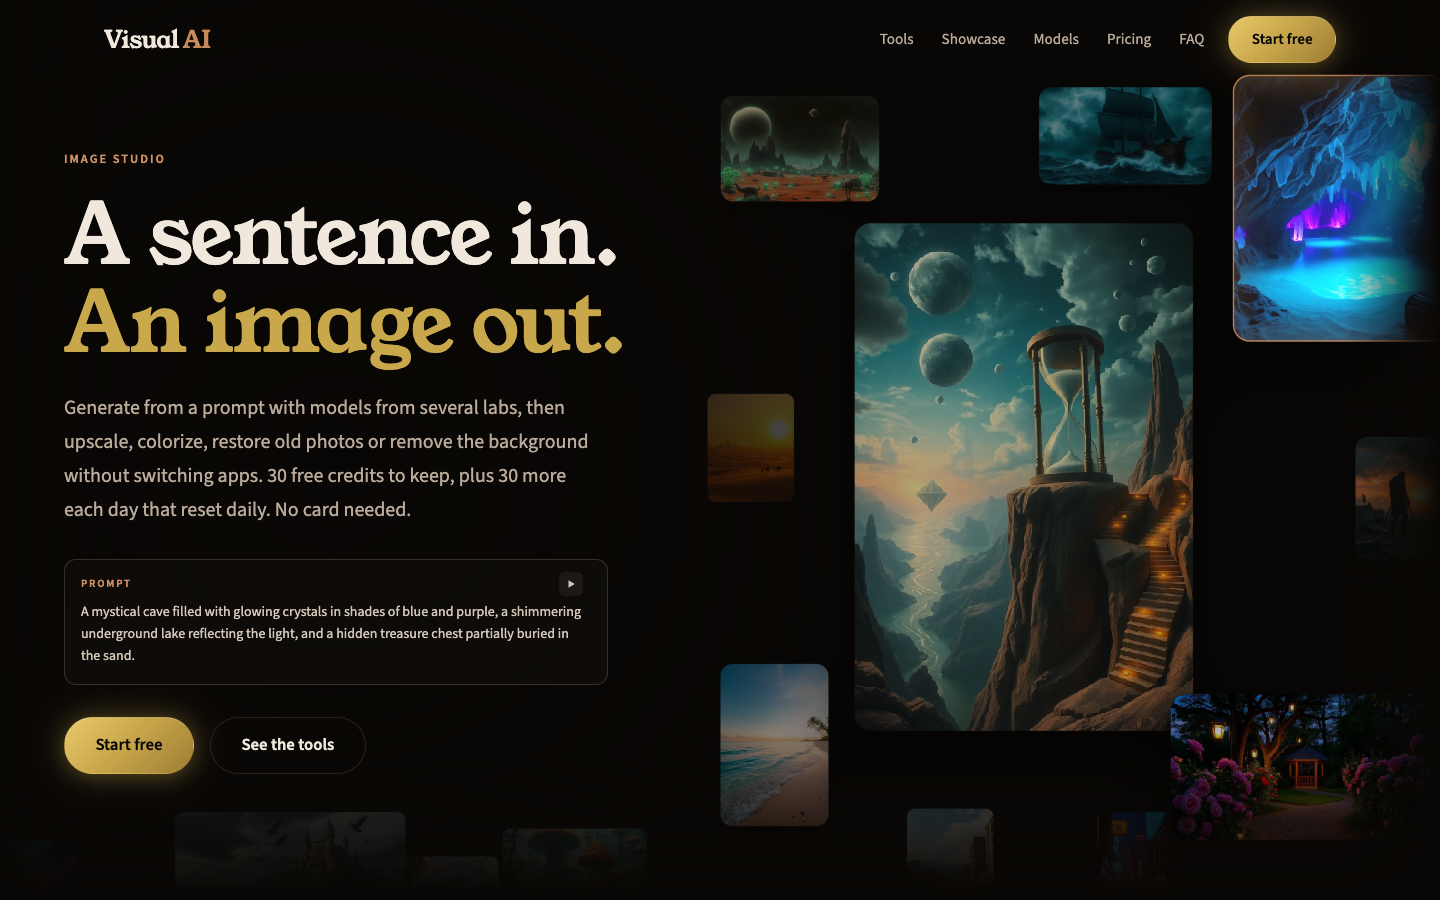 Visual AI
Tools
Showcase
Models
Pricing
FAQ
Start free
IMAGE STUDIO
A sentence in.
An image out.
Generate from a prompt with models from several labs, then
upscale, colorize, restore old photos or remove the background
without switching apps. 30 free credits to keep, plus 30 more
each day that reset daily. No card needed.
PROMPT
A mystical cave filled with glowing crystals in shades of blue and purple, a shimmering
underground lake reflecting the light, and a hidden treasure chest partially buried in
the sand.
Start free
See the tools